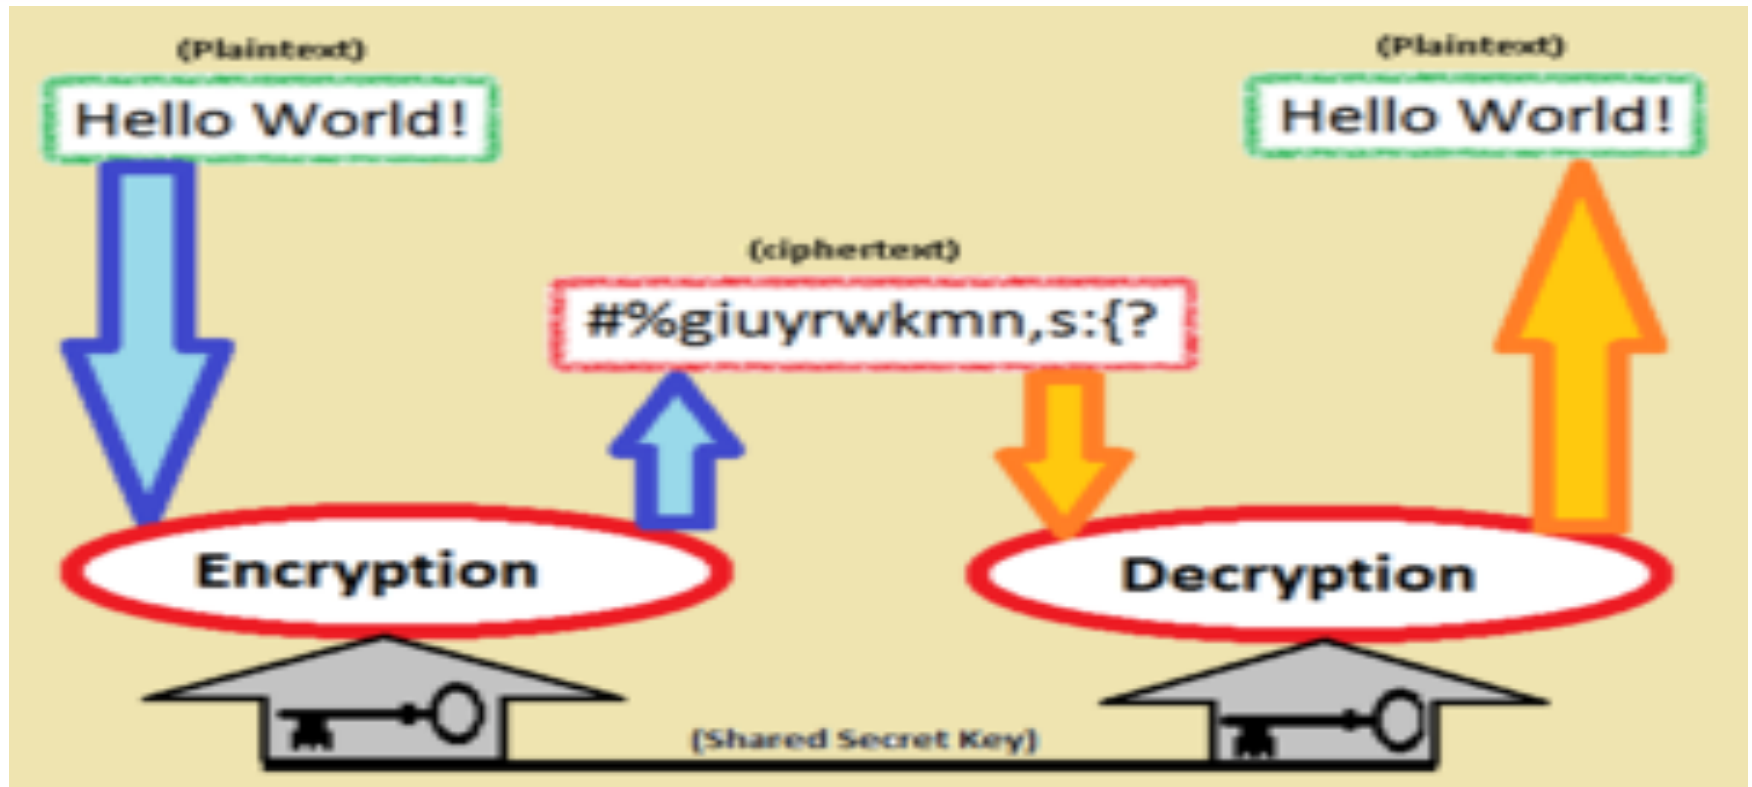 (Plaintext)
Hello World!
(Plaintext)
Hello World!
(ciphertext)
#%giuyrwkmn,s:{?
Encryption
Decryption
(Shared Secret Key)